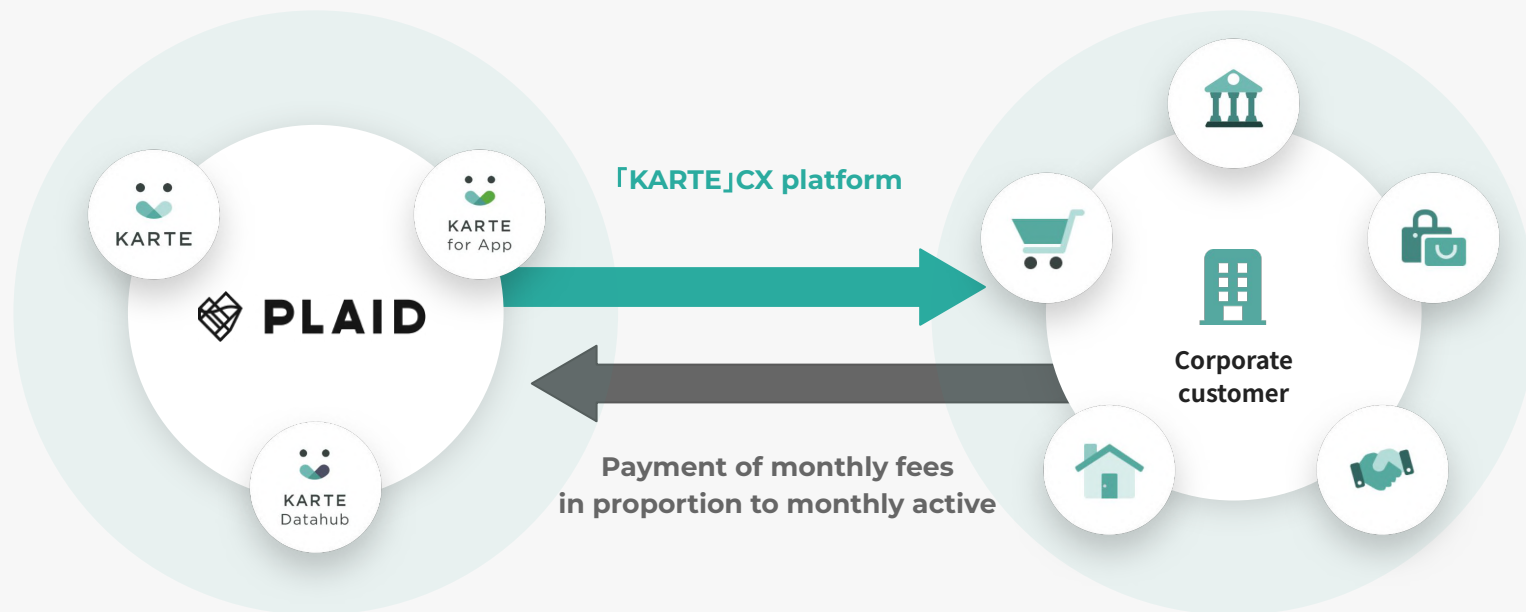 KARTE
KARTE
for App
PLAID
KARTE
Datahub
「KARTE」CX platform
Payment of monthly fees
in proportion to monthly active
Corporate
customer